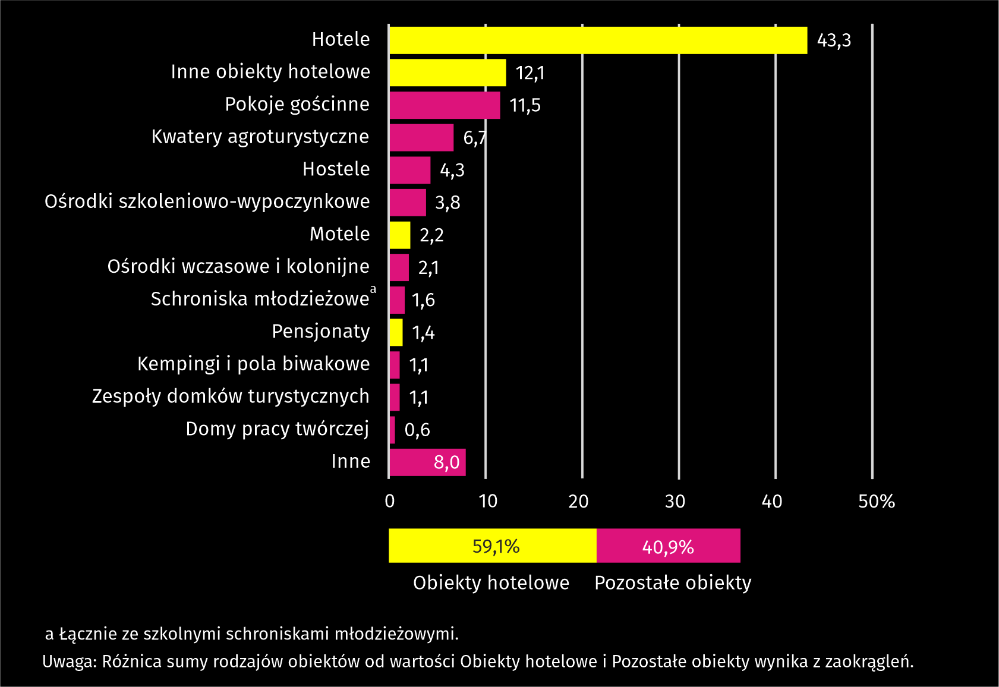 Hotele 43,3
Inne obiekty hotelowe 12,1
Pokoje gościnne 11,5
Kwatery agroturystyczne 6,7
Hostele 4,3
Ośrodki szkoleniowo-wypoczynkowe 3,8
Motele 2,2
Ośrodki wczasowe i kolonijne 2,1
Schroniska młodzieżowe a 1,6
Pensjonaty 1,4
Kempingi i pola biwakowe 1,1
Zespoły domków turystycznych 1,1
Domy pracy twórczej 0,6
Inne 8,0
0 10 20 30 40 50%
59,1% 40,9%
Obiekty hotelowe Pozostałe obiekty
a Łącznie ze szkolnymi schroniskami młodzieżowymi.
Uwaga: Różnica sumy rodzajów obiektów od wartości Obiekty hotelowe i Pozostałe obiekty wynika z zaokrągleń.